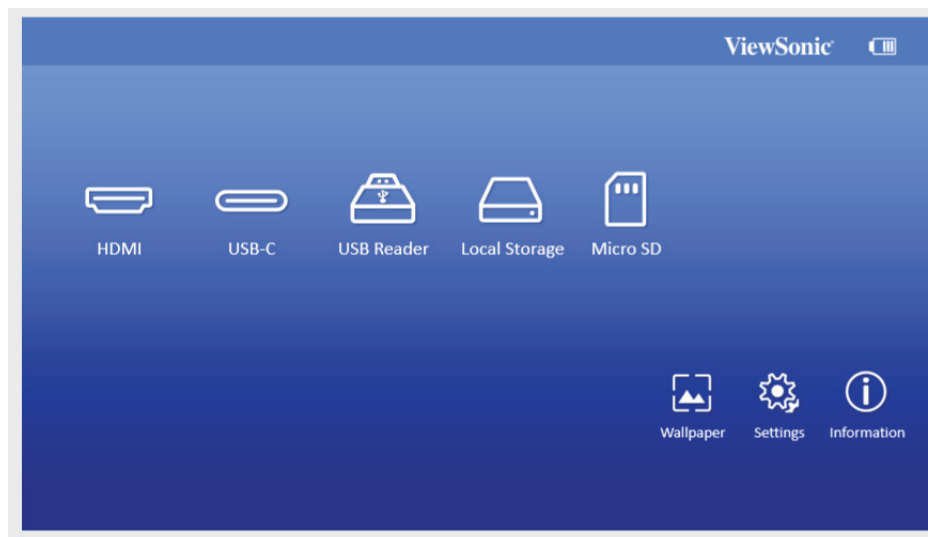 ViewSonic
HDMI
USB-C
USB Reader
Local Storage
Micro SD
Wallpaper
Settings
Information